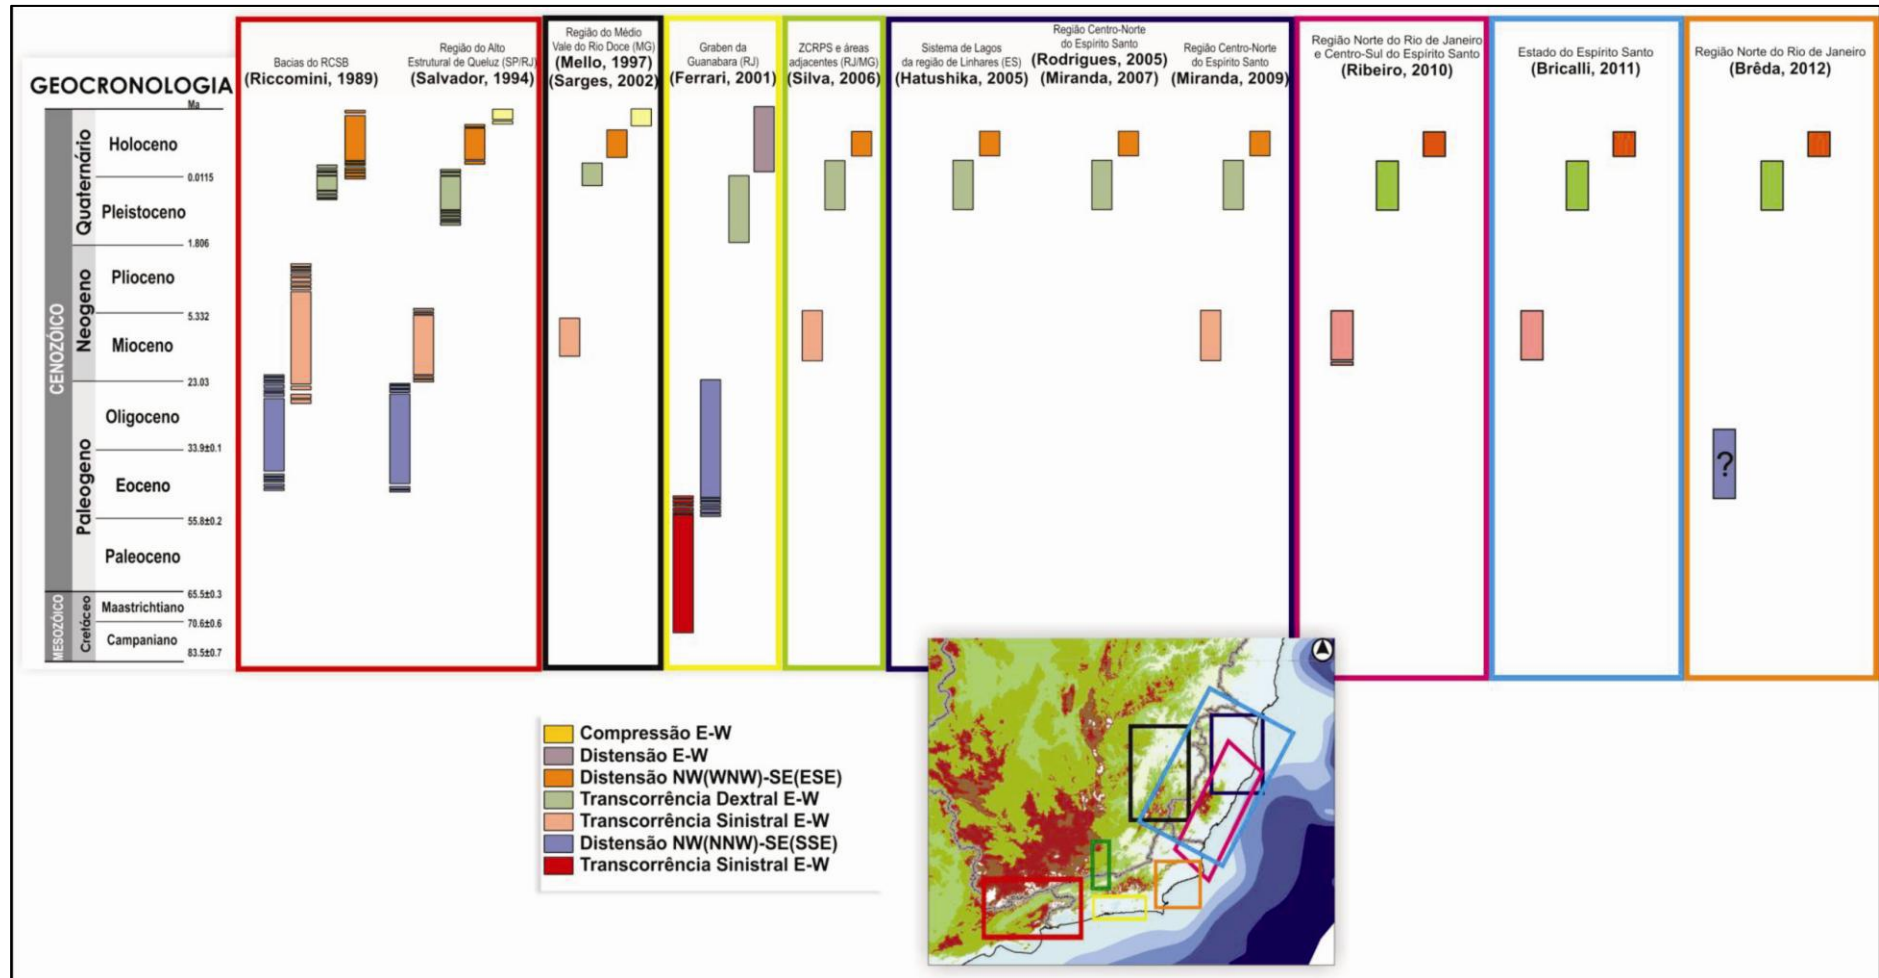 GEOCRONOLOGIA
Ma
CENOZÓICO
MESOZÓICO
Quaternário
Neogeno
Paleogeno
Cretáceo
Holoceno
0.0115
Pleistoceno
1.806
Plioceno
5.332
Mioceno
23.03
Oligoceno
33.9±0.1
Eoceno
55.8±0.2
Paleoceno
65.5±0.3
Maastrichtiano
70.6±0.6
Campaniano
83.5±0.7
Bacias do RCSB
(Riccomini, 1989)
Região do Alto
Estrutural de Queluz (SP/RJ)
(Salvador, 1994)
Região do Médio
Vale do Rio Doce (MG)
(Mello, 1997)
(Sarges, 2002)
Graben da
Guanabara (RJ)
(Ferrari, 2001)
ZCRPS e áreas
adjacentes (RJ/MG)
(Silva, 2006)
Sistema de Lagos
da região de Linhares (ES)
(Hatushika, 2005)
Região Centro-Norte
do Espírito Santo
(Rodrigues, 2005)
(Miranda, 2007)
Região Centro-Norte
do Espírito Santo
(Miranda, 2009)
Região Norte do Rio de Janeiro
e Centro-Sul do Espírito Santo
(Ribeiro, 2010)
Estado do Espírito Santo
(Bricalli, 2011)
Região Norte do Rio de Janeiro
(Brêda, 2012)
?
Compressão E-W
Distensão E-W
Distensão NW(WNW)-SE(ESE)
Transcorrência Dextral E-W
Transcorrência Sinistral E-W
Distensão NW(NNW)-SE(SSE)
Transcorrência Sinistral E-W